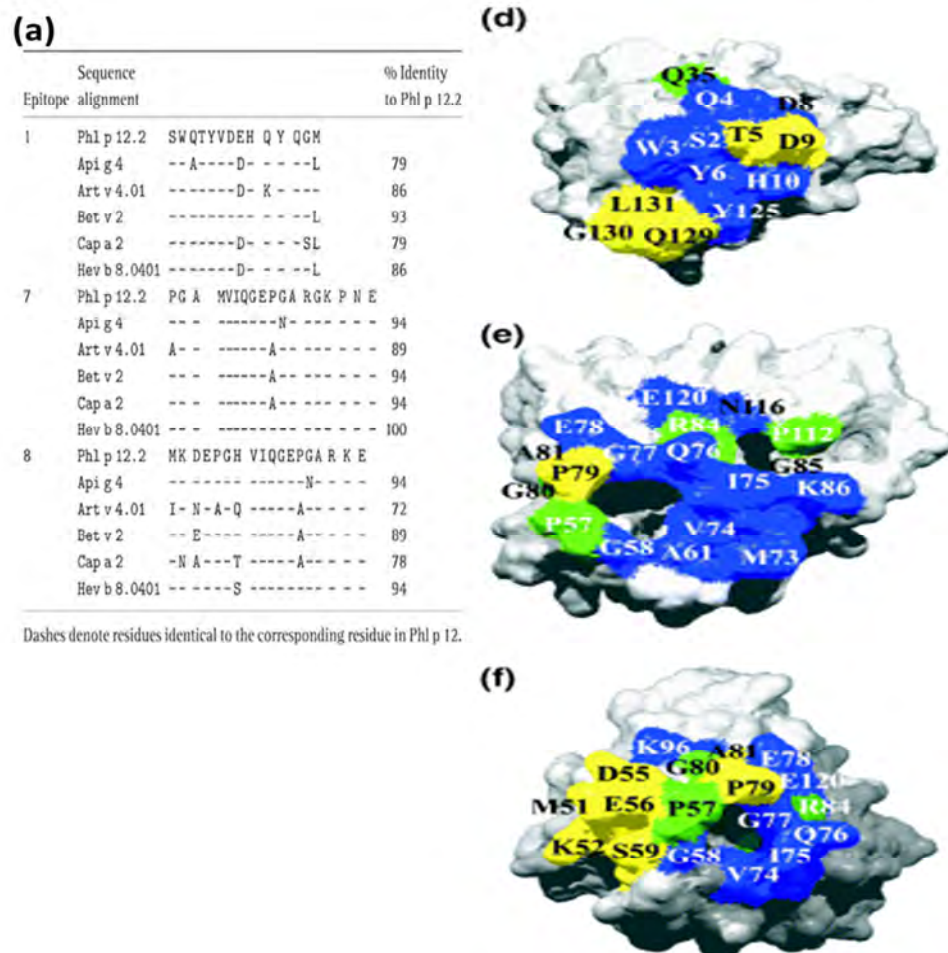 (a)
Sequence % Identity
Epitope alignment to Phl p 12.2
1 Phl p 12.2 SWQTYVDEH Q Y QGM
Api g 4 --A----D- - - --L 79
Art v 4.01 -------D- K - --- 86
Bet v 2 --------- - - --L 93
Cap a 2 -------D- - - -SL 79
Hev b 8.0401 -------D- - - --L 86
7 Phl p 12.2 PG A MVIQGEPGA RGK P N E
Api g 4 -- - --------N -- - - - - 94
Art v 4.01 A- - -------A- -- - - - - 89
Bet v 2 -- - -------A- -- - - - - 94
Cap a 2 -- - -------A- -- - - - - 94
Hev b 8.0401 -- - --------- -- - - - - 100
8 Phl p 12.2 MK DEPGH VIQGEPGA R K E
Api g 4 -- - - - - - ------N- - - - 94
Art v 4.01 I- N -A-Q ------A- - - - 72
Bet v 2 -- E - - - - ------A- - - - 89
Cap a 2 -N A - - T ------A- - - - 78
Hev b 8.0401 -- - - - - S -------- - - - 94
Dashes denote residues identical to the corresponding residue in Phl p 12.
(d)
Q35
Q4 D8
W3 S2 T5 D9
Y6 H10
L131 Y125
G130 Q129
(e)
E120 N116
E78 R84 P112
A81 G77 Q76 G85
P79 I75 K86
G80
P57 V74
G58 A61 M73
(f)
K96 A81 E78
D55 G80 P79 E120
M51 E56 P57 R84
G77 Q76
K52 S59 G58 I75
V74